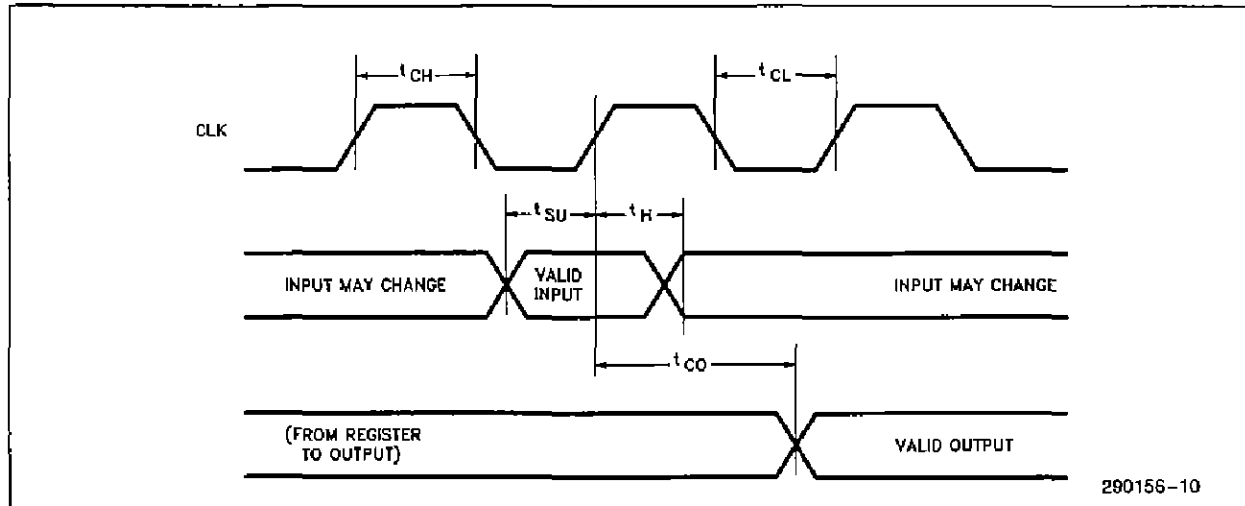 tCH
tCL
CLK
tSU
tH
INPUT MAY CHANGE
VALID
INPUT
INPUT MAY CHANGE
tCO
(FROM REGISTER
TO OUTPUT)
VALID OUTPUT
290156-10